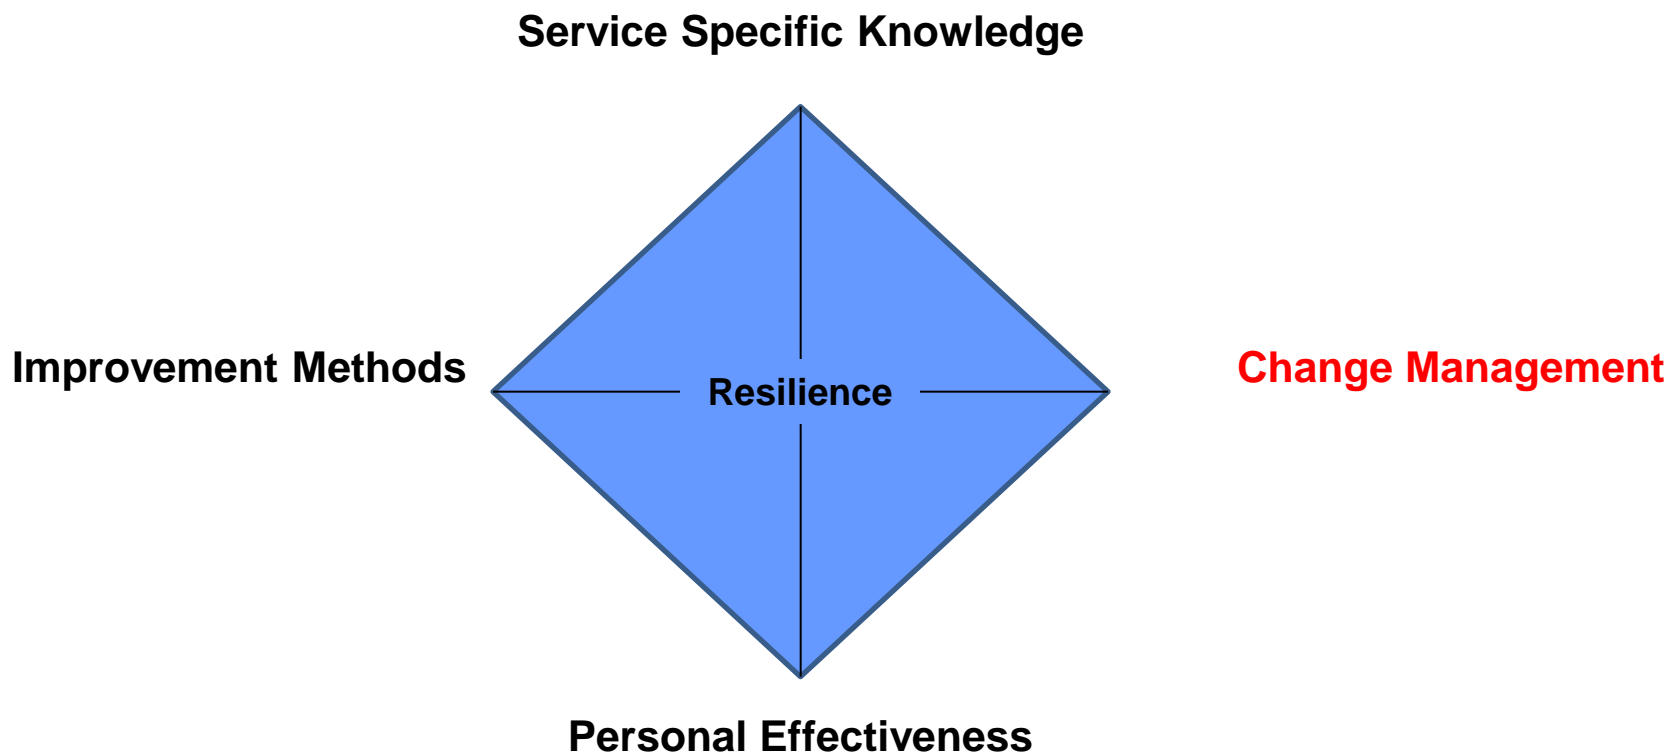 Service Specific Knowledge
Improvement Methods
Resilience
Change Management
Personal Effectiveness